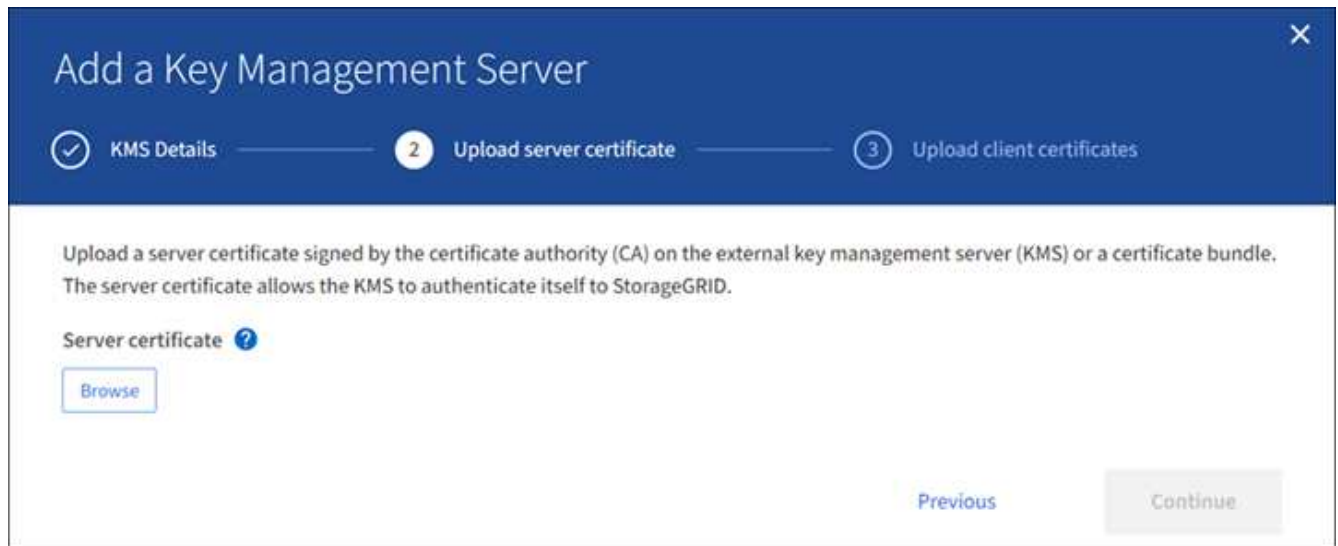 Add a Key Management Server
KMS Details
2 Upload server certificate
3 Upload client certificates
Upload a server certificate signed by the certificate authority (CA) on the external key management server (KMS) or a certificate bundle.
The server certificate allows the KMS to authenticate itself to StorageGRID.
Server certificate ?
Browse
Previous
Continue